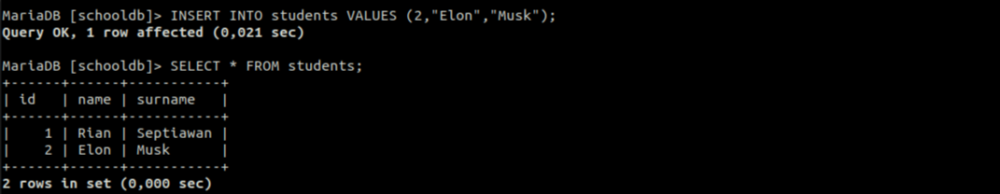 MariaDB [schooldb]> INSERT INTO students VALUES (2,"Elon","Musk");
Query OK, 1 row affected (0,021 sec)
MariaDB [schooldb]> SELECT * FROM students;
+------+------+-----------+
| id   | name | surname   |
+------+------+-----------+
|    1 | Rian | Septiawan |
|    2 | Elon | Musk      |
+------+------+-----------+
2 rows in set (0,000 sec)